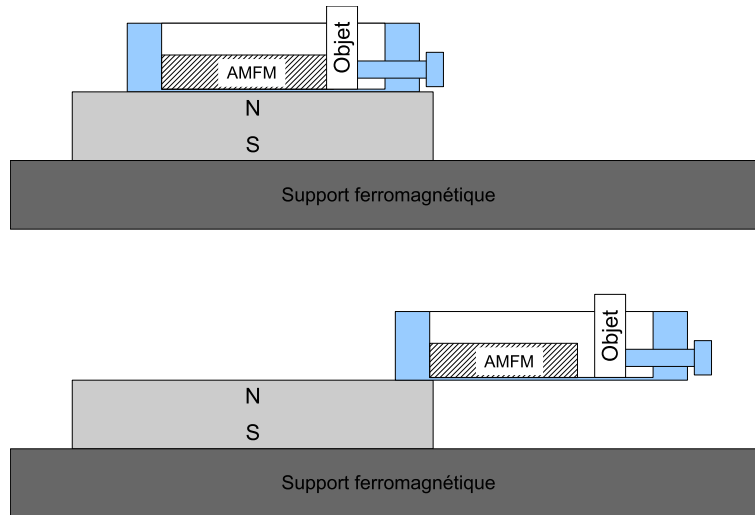 Objet
AMFM
N
S
Support ferromagnétique
Objet
AMFM
N
S
Support ferromagnétique